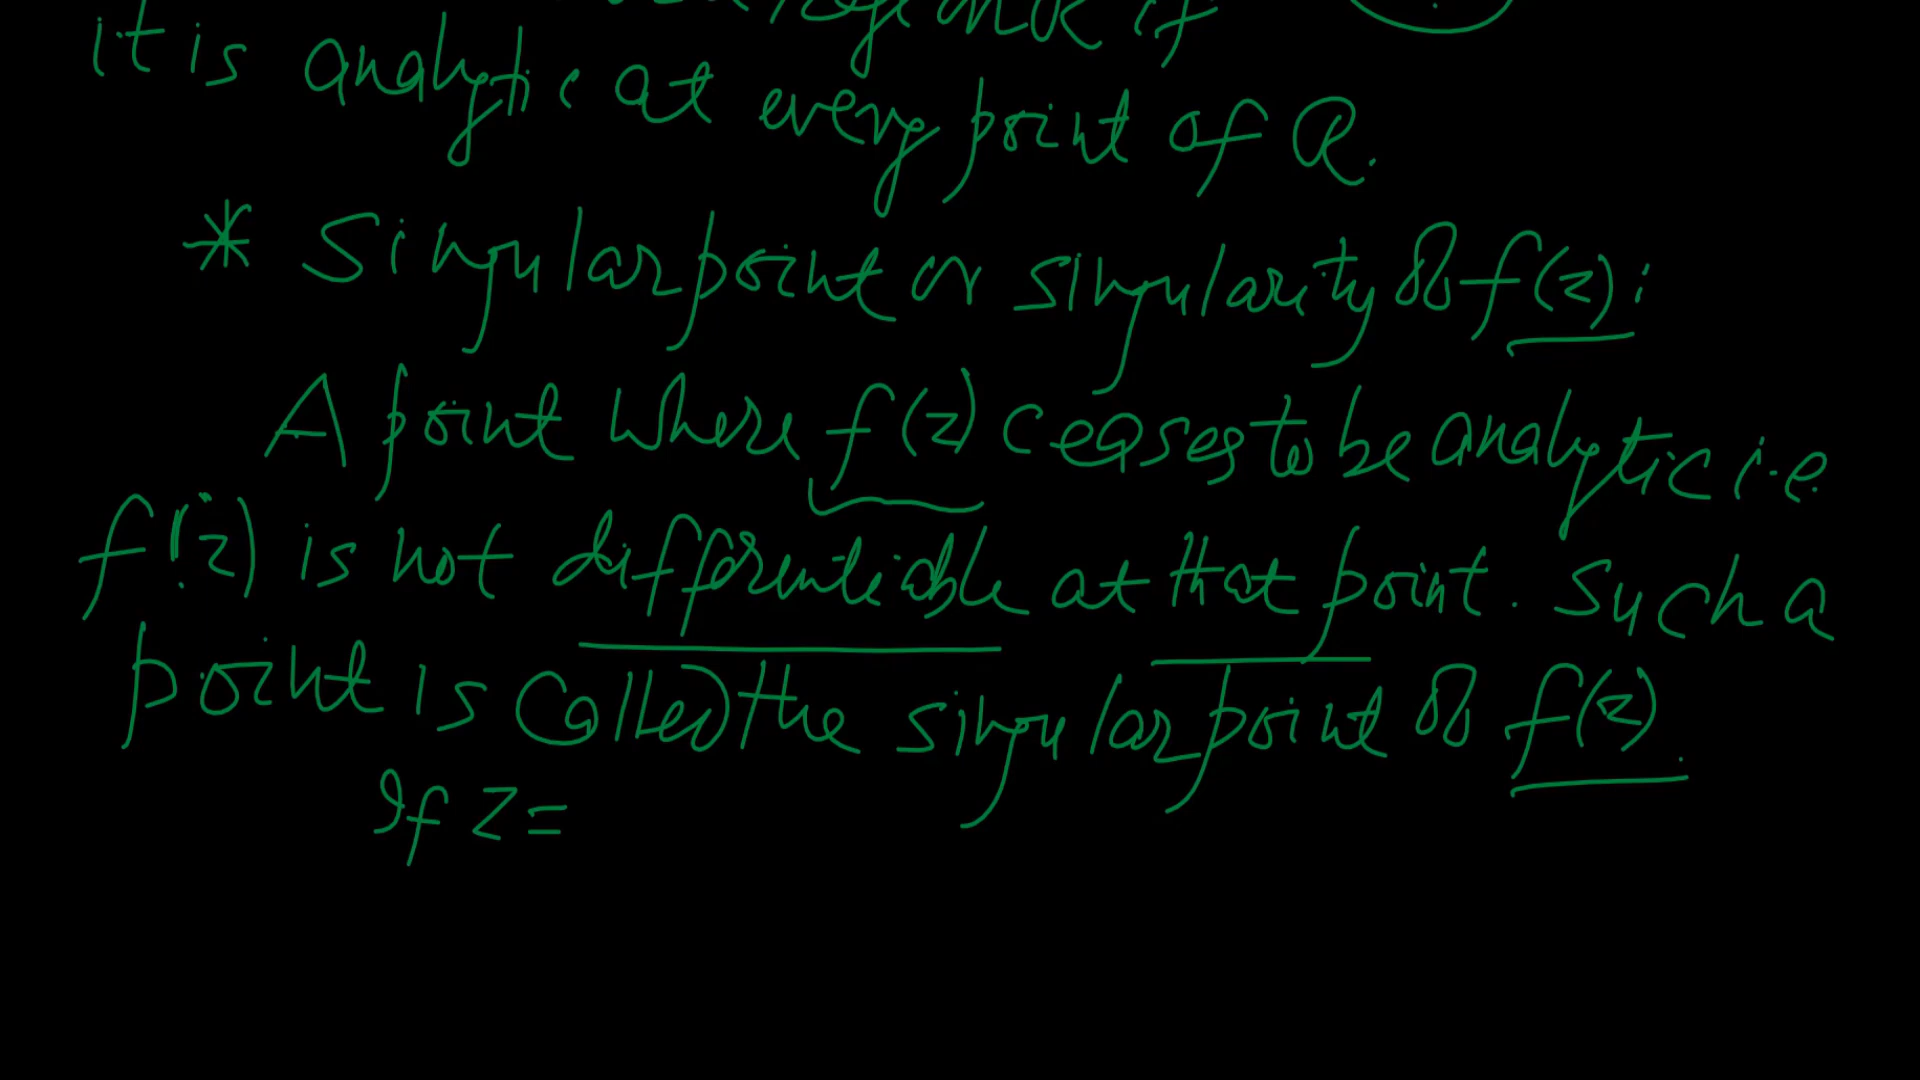 it is analytic at every point of R.
* Singular point or singularity of f(z):
A point where f(z) ceases to be analytic i.e.
f(z) is not differentiable at that point. Such a
point is called the singular point of f(z).
If z =